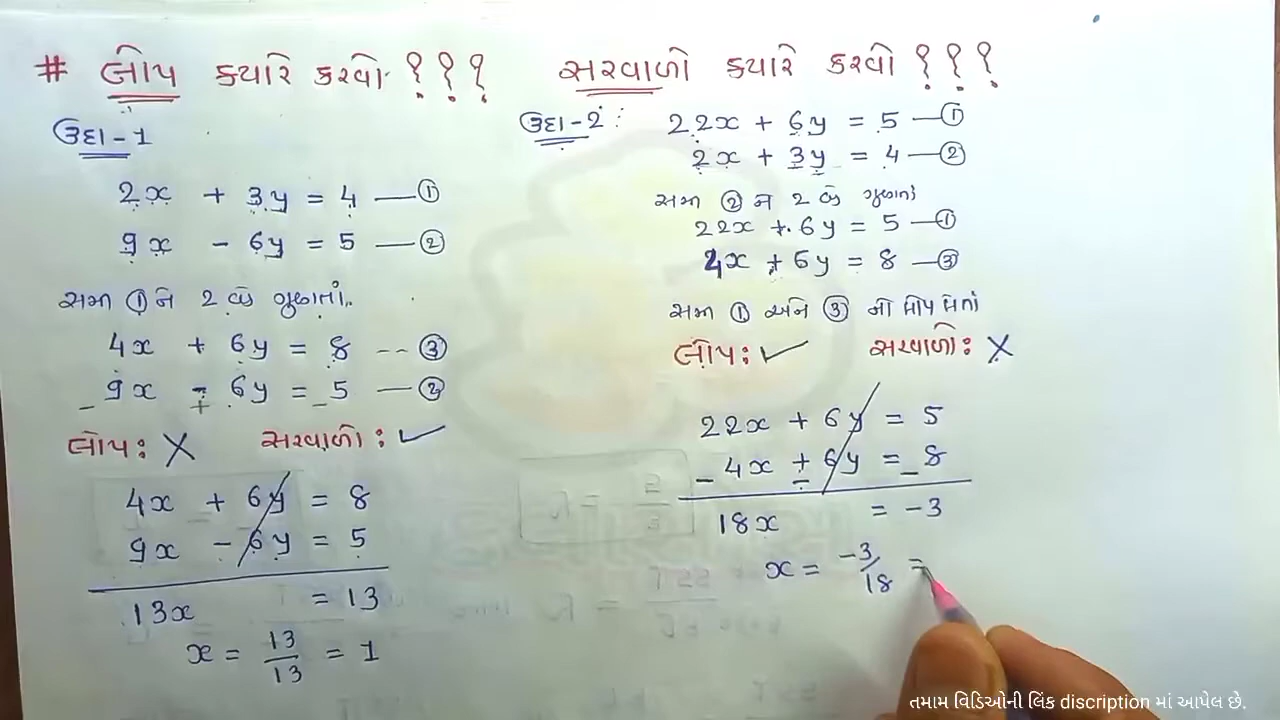 # લોપ ક્યારે કરવો ???
ઉદા-1
2x + 3y = 4 —①
9x - 6y = 5 —②
સમી ① ને 2 વડે ગુણતાં..
4x + 6y = 8 --③
9x - 6y = 5 —②
- + -
લોપ: X સરવાળો: ✓
4x + 6y = 8
9x - 6y = 5
13x = 13
x = 13/13 = 1
સરવાળો ક્યારે કરવો ???
ઉદા-2:
22x + 6y = 5 —①
2x + 3y = 4 —②
સમી ② ને 2 વડે ગુણતાં
22x + 6y = 5 —①
4x + 6y = 8 —③
સમી ① અને ③ નો લોપ લેતાં
લોપ: ✓ સરવાળો: X
22x + 6y = 5
4x + 6y = 8
- - -
18x = -3
x = -3/18 =
તમામ વિડિઓની લિંક discription માં આપેલ છે.